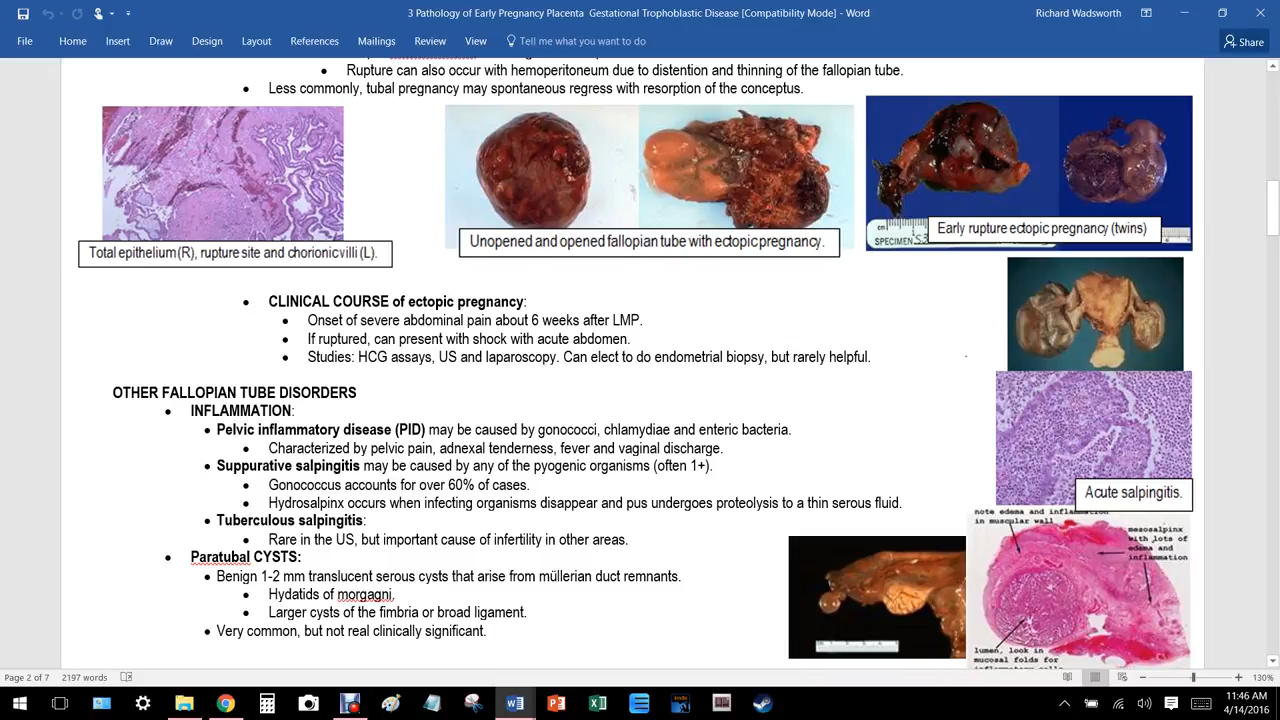 3 Pathology of Early Pregnancy Placenta  Gestational Trophoblastic Disease [Compatibility Mode] - Word
Richard Wadsworth
File Home Insert Draw Design Layout References Mailings Review View Tell me what you want to do
Share
Rupture can also occur with hemoperitoneum due to distention and thinning of the fallopian tube.
Less commonly, tubal pregnancy may spontaneous regress with resorption of the conceptus.
Total epithelium (R), rupture site and chorionic villi (L).
Unopened and opened fallopian tube with ectopic pregnancy.
cm
SPECIMEN
Early rupture ectopic pregnancy (twins)
CLINICAL COURSE of ectopic pregnancy:
Onset of severe abdominal pain about 6 weeks after LMP.
If ruptured, can present with shock with acute abdomen.
Studies: HCG assays, US and laparoscopy. Can elect to do endometrial biopsy, but rarely helpful.
OTHER FALLOPIAN TUBE DISORDERS
INFLAMMATION:
Pelvic inflammatory disease (PID) may be caused by gonococci, chlamydiae and enteric bacteria.
Characterized by pelvic pain, adnexal tenderness, fever and vaginal discharge.
Suppurative salpingitis may be caused by any of the pyogenic organisms (often 1+).
Gonococcus accounts for over 60% of cases.
Hydrosalpinx occurs when infecting organisms disappear and pus undergoes proteolysis to a thin serous fluid.
Tuberculous salpingitis:
Rare in the US, but important cause of infertility in other areas.
Paratubal CYSTS:
Benign 1-2 mm translucent serous cysts that arise from müllerian duct remnants.
Hydatids of morgagni.
Larger cysts of the fimbria or broad ligament.
Very common, but not real clinically significant.
Acute salpingitis.
note edema and inflammation
in muscular wall
mesosalpinx
with lots of
edema and
inflammation
lumen, look in
mucosal folds for
Page 2 of 7 2197 words
130%
11:46 AM
4/14/2016